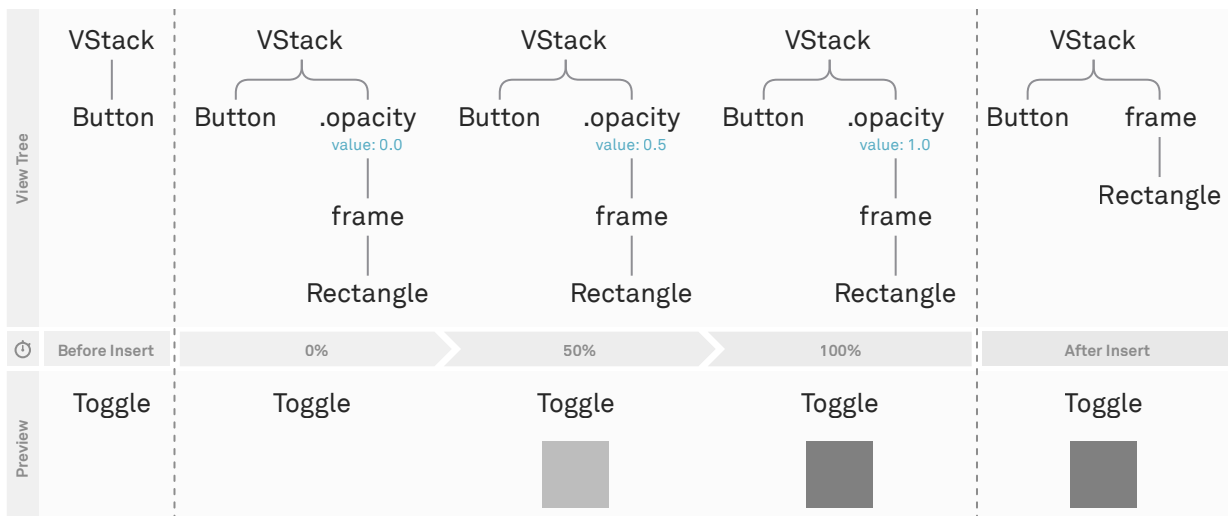 View Tree
VStack VStack VStack VStack VStack
Button Button .opacity Button .opacity Button .opacity Button frame
value: 0.0 value: 0.5 value: 1.0
Rectangle
frame frame frame
Rectangle Rectangle Rectangle
Before Insert 0% 50% 100% After Insert
Preview
Toggle Toggle Toggle Toggle Toggle